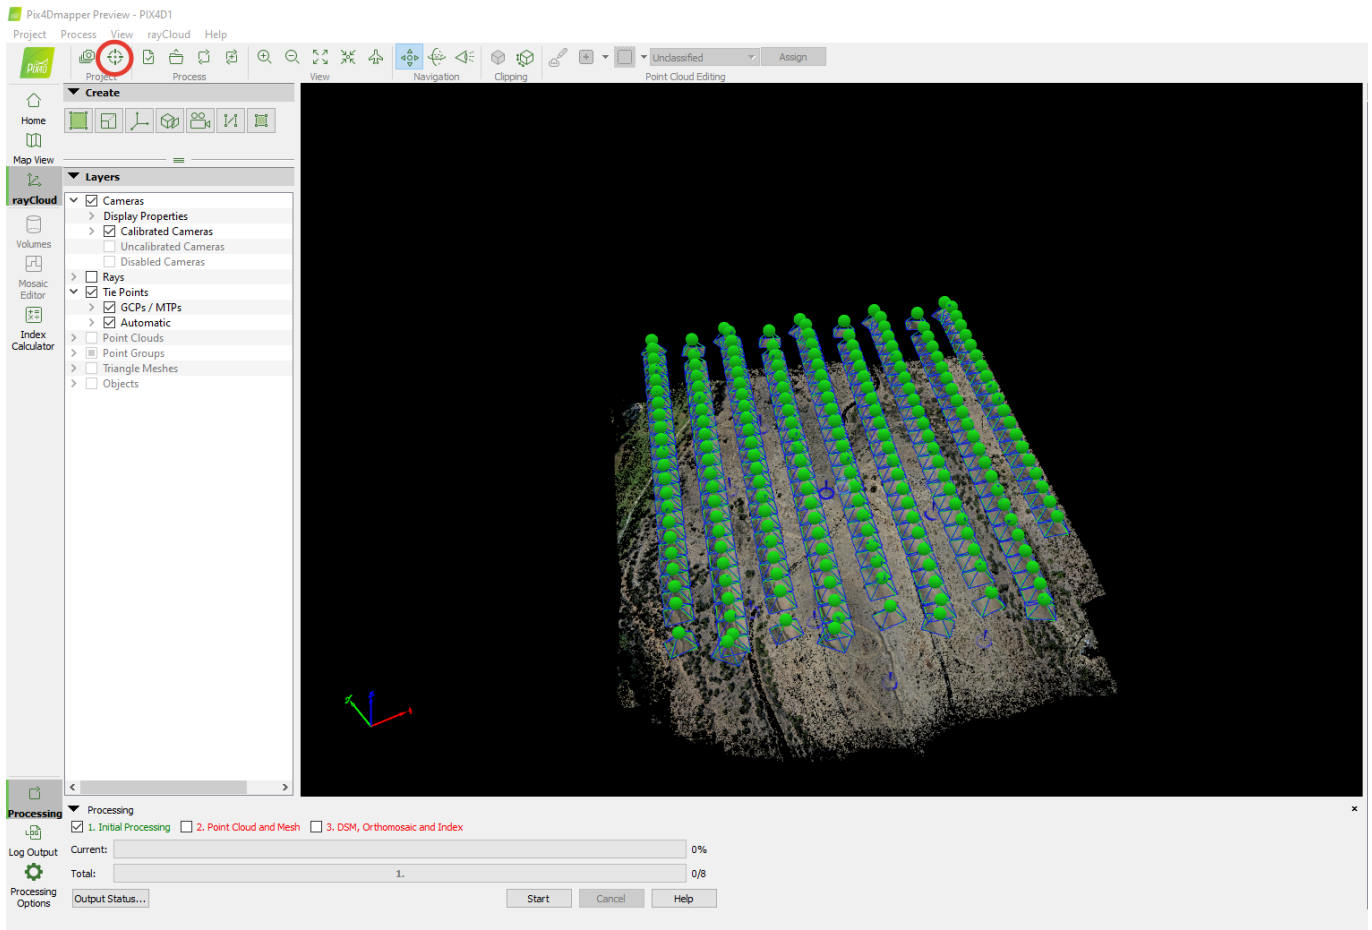 Pix4Dmapper Preview - PIX4D1
Project Process View rayCloud Help
PIX4D
Unclassified Assign
Project Process View Navigation Clipping Point Cloud Editing
Create
Home
Map View
Layers
rayCloud
Cameras
Display Properties
Calibrated Cameras
Volumes
Uncalibrated Cameras
Disabled Cameras
Rays
Mosaic
Editor
Tie Points
GCPs / MTPs
Automatic
Index
Calculator
Point Clouds
Point Groups
Triangle Meshes
Objects
Processing
Processing
1. Initial Processing 2. Point Cloud and Mesh 3. DSM, Orthomosaic and Index
LOG
Log Output
Current: 0%
Total: 1. 0/8
Processing
Options
Output Status... Start Cancel Help